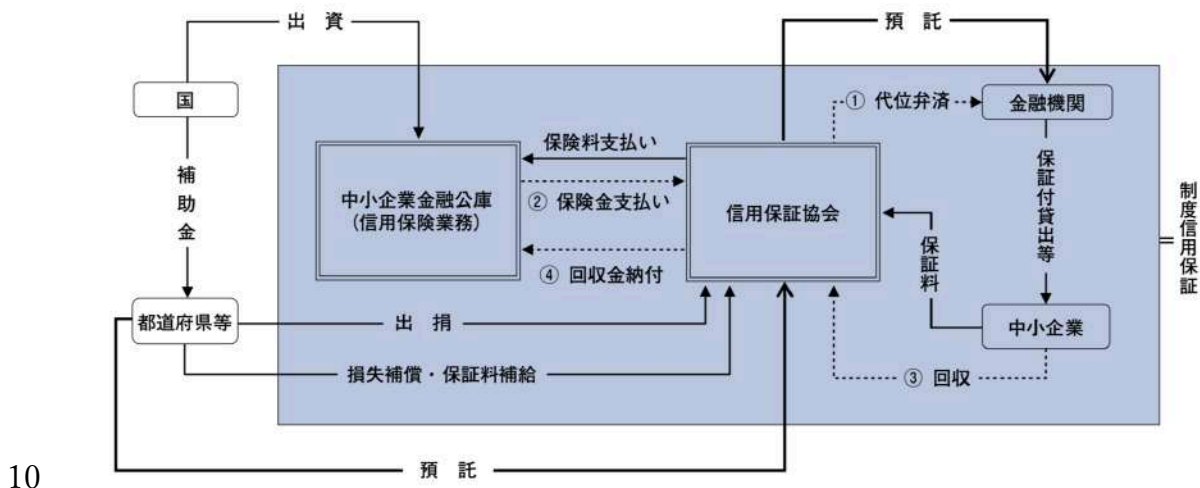 出 資
預 託
国
① 代位弁済
金融機関
補助金
保険料支払い
中小企業金融公庫
(信用保険業務)
② 保険金支払い
信用保証協会
保証付貸出等
制度信用保証
④ 回収金納付
保証料
都道府県等
出 捐
中小企業
損失補償・保証料補給
③ 回収
預 託
10